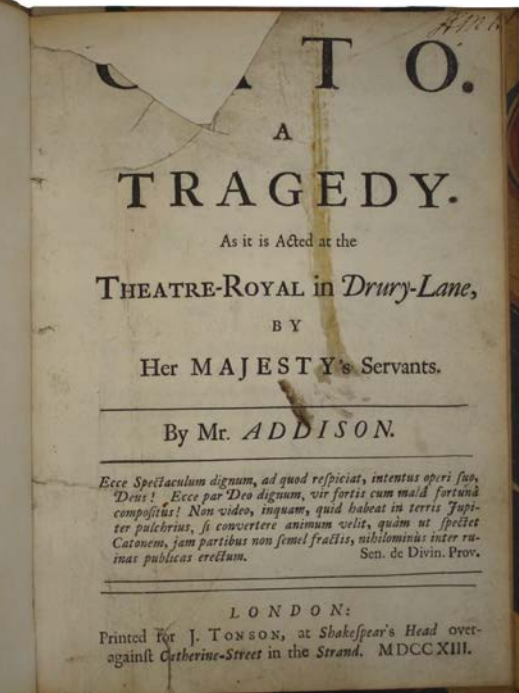 CATO.
A
TRAGEDY.
As it is Acted at the
THEATRE-ROYAL in Drury-Lane,
BY
Her MAJESTY's Servants.
By Mr. ADDISON.
Ecce Spectaculum dignum, ad quod reſpiciat, intentus operi ſuo,
Deus! Ecce par Deo dignum, vir fortis cum malâ fortunâ
compoſitus! Non video, inquam, quid habeat in terris Jupi-
ter pulchrius, ſi convertere animum velit, quàm ut ſpectet
Catonem, jam partibus non ſemel fractis, nihilominus inter ru-
inas publicas erectum. Sen. de Divin. Prov.
LONDON:
Printed for J. TONSON, at Shakeſpear's Head over-
againſt Catherine-Street in the Strand. MDCCXIII.